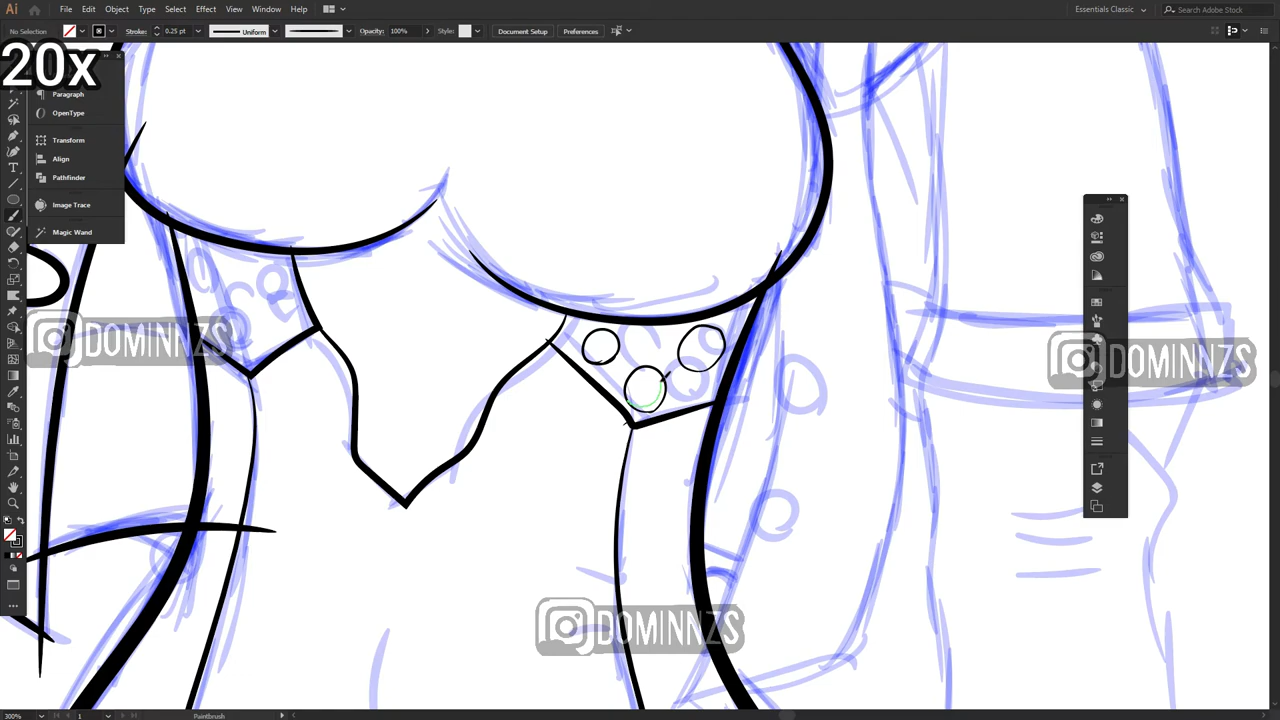 Ai File Edit Object Type Select Effect View Window Help
Essentials Classic
Search Adobe Stock
No Selection Stroke: 0.25 pt Uniform Opacity: 100% Style: Document Setup Preferences
20x
Paragraph
OpenType
Transform
Align
Pathfinder
Image Trace
Magic Wand
DOMINNZS
DOMINNZS
DOMINNZS
300% 1 Paintbrush